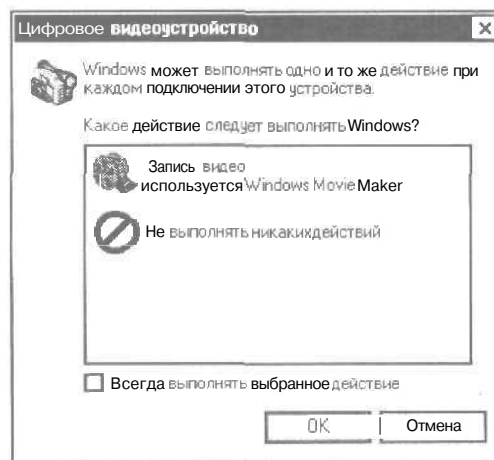 Цифровое видеоустройство
Windows может выполнять одно и то же действие при
каждом подключении этого устройства.
Какое действие следует выполнять Windows?
Запись видео
используется Windows Movie Maker
Не выполнять никаких действий
Всегда выполнять выбранное действие
OK Отмена